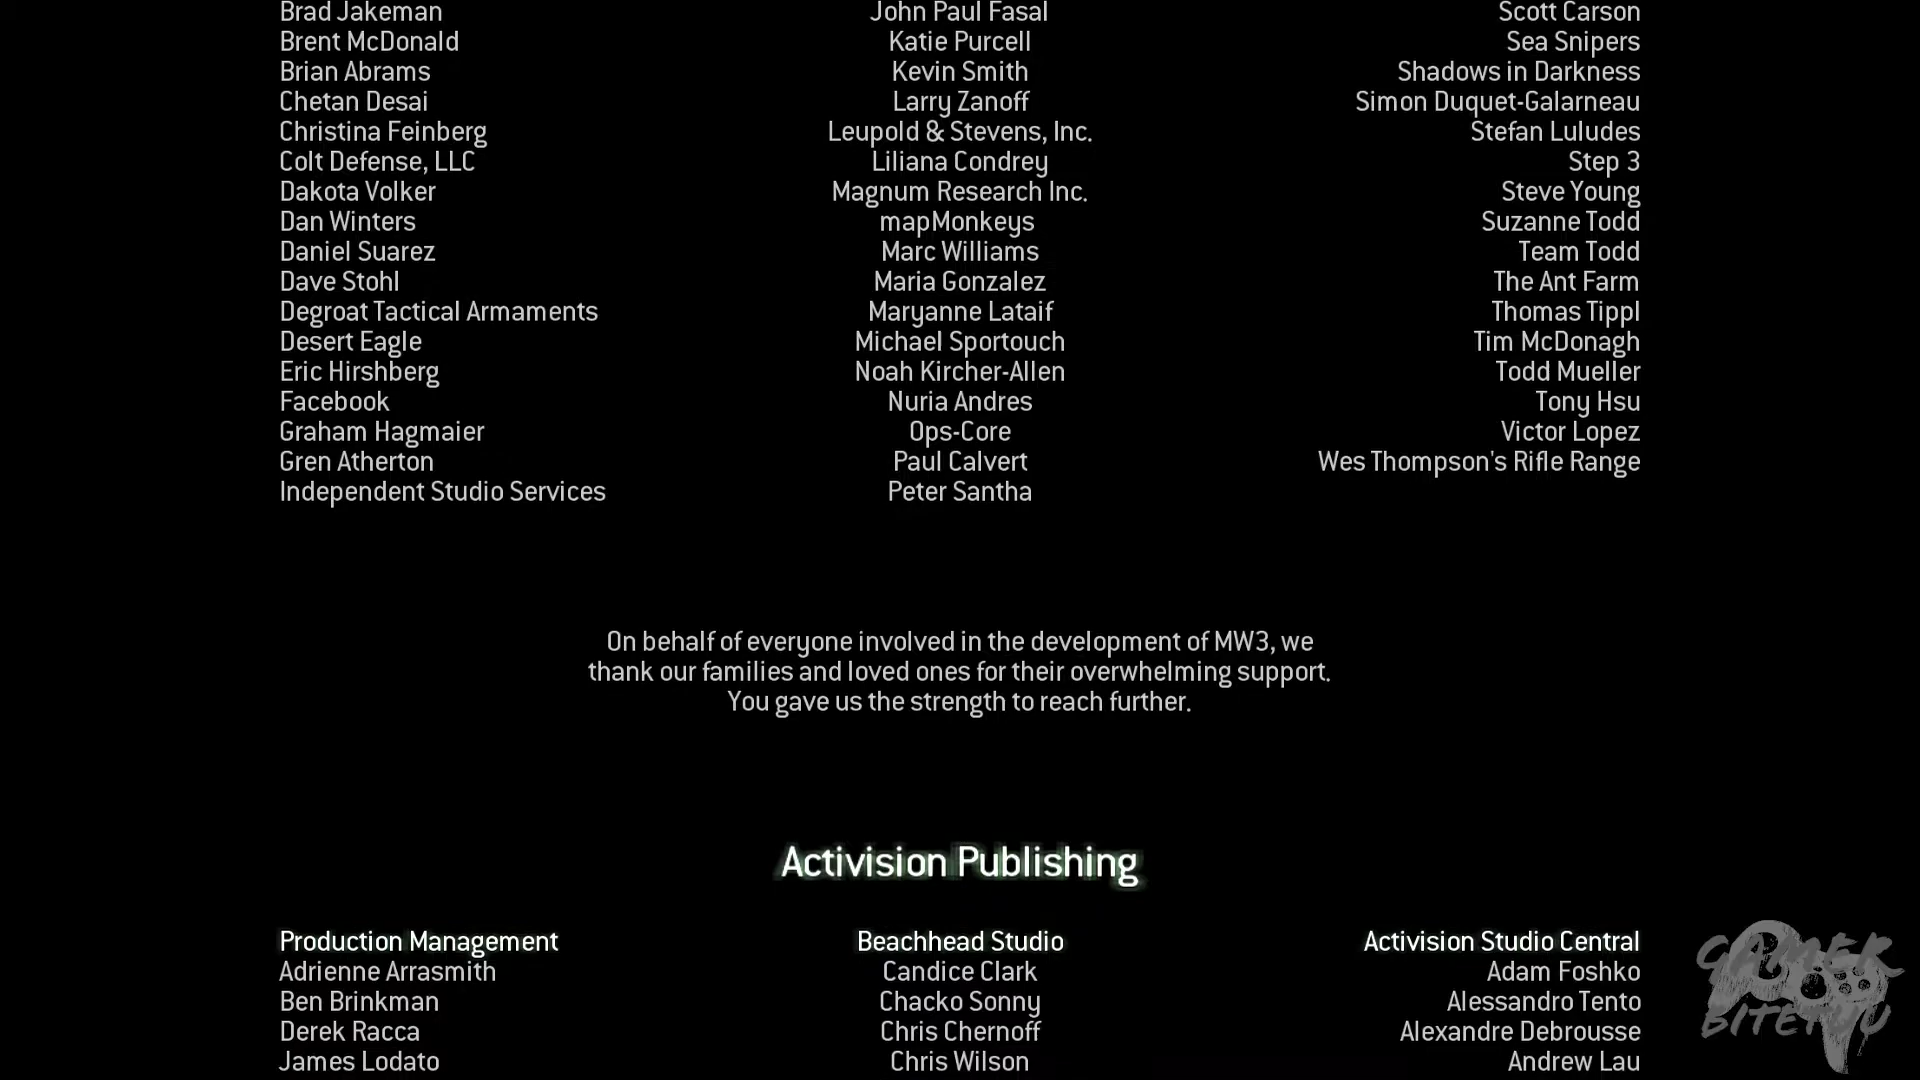 Brad Jakeman
Brent McDonald
Brian Abrams
Chetan Desai
Christina Feinberg
Colt Defense, LLC
Dakota Volker
Dan Winters
Daniel Suarez
Dave Stohl
Degroat Tactical Armaments
Desert Eagle
Eric Hirshberg
Facebook
Graham Hagmaier
Gren Atherton
Independent Studio Services
John Paul Fasal
Katie Purcell
Kevin Smith
Larry Zanoff
Leupold & Stevens, Inc.
Liliana Condrey
Magnum Research Inc.
mapMonkeys
Marc Williams
Maria Gonzalez
Maryanne Lataif
Michael Sportouch
Noah Kircher-Allen
Nuria Andres
Ops-Core
Paul Calvert
Peter Santha
Scott Carson
Sea Snipers
Shadows in Darkness
Simon Duquet-Galarneau
Stefan Luludes
Step 3
Steve Young
Suzanne Todd
Team Todd
The Ant Farm
Thomas Tippl
Tim McDonagh
Todd Mueller
Tony Hsu
Victor Lopez
Wes Thompson's Rifle Range
On behalf of everyone involved in the development of MW3, we
thank our families and loved ones for their overwhelming support.
You gave us the strength to reach further.
Activision Publishing
Production Management
Adrienne Arrasmith
Ben Brinkman
Derek Racca
James Lodato
Beachhead Studio
Candice Clark
Chacko Sonny
Chris Chernoff
Chris Wilson
Activision Studio Central
Adam Foshko
Alessandro Tento
Alexandre Debrousse
Andrew Lau
GAMER